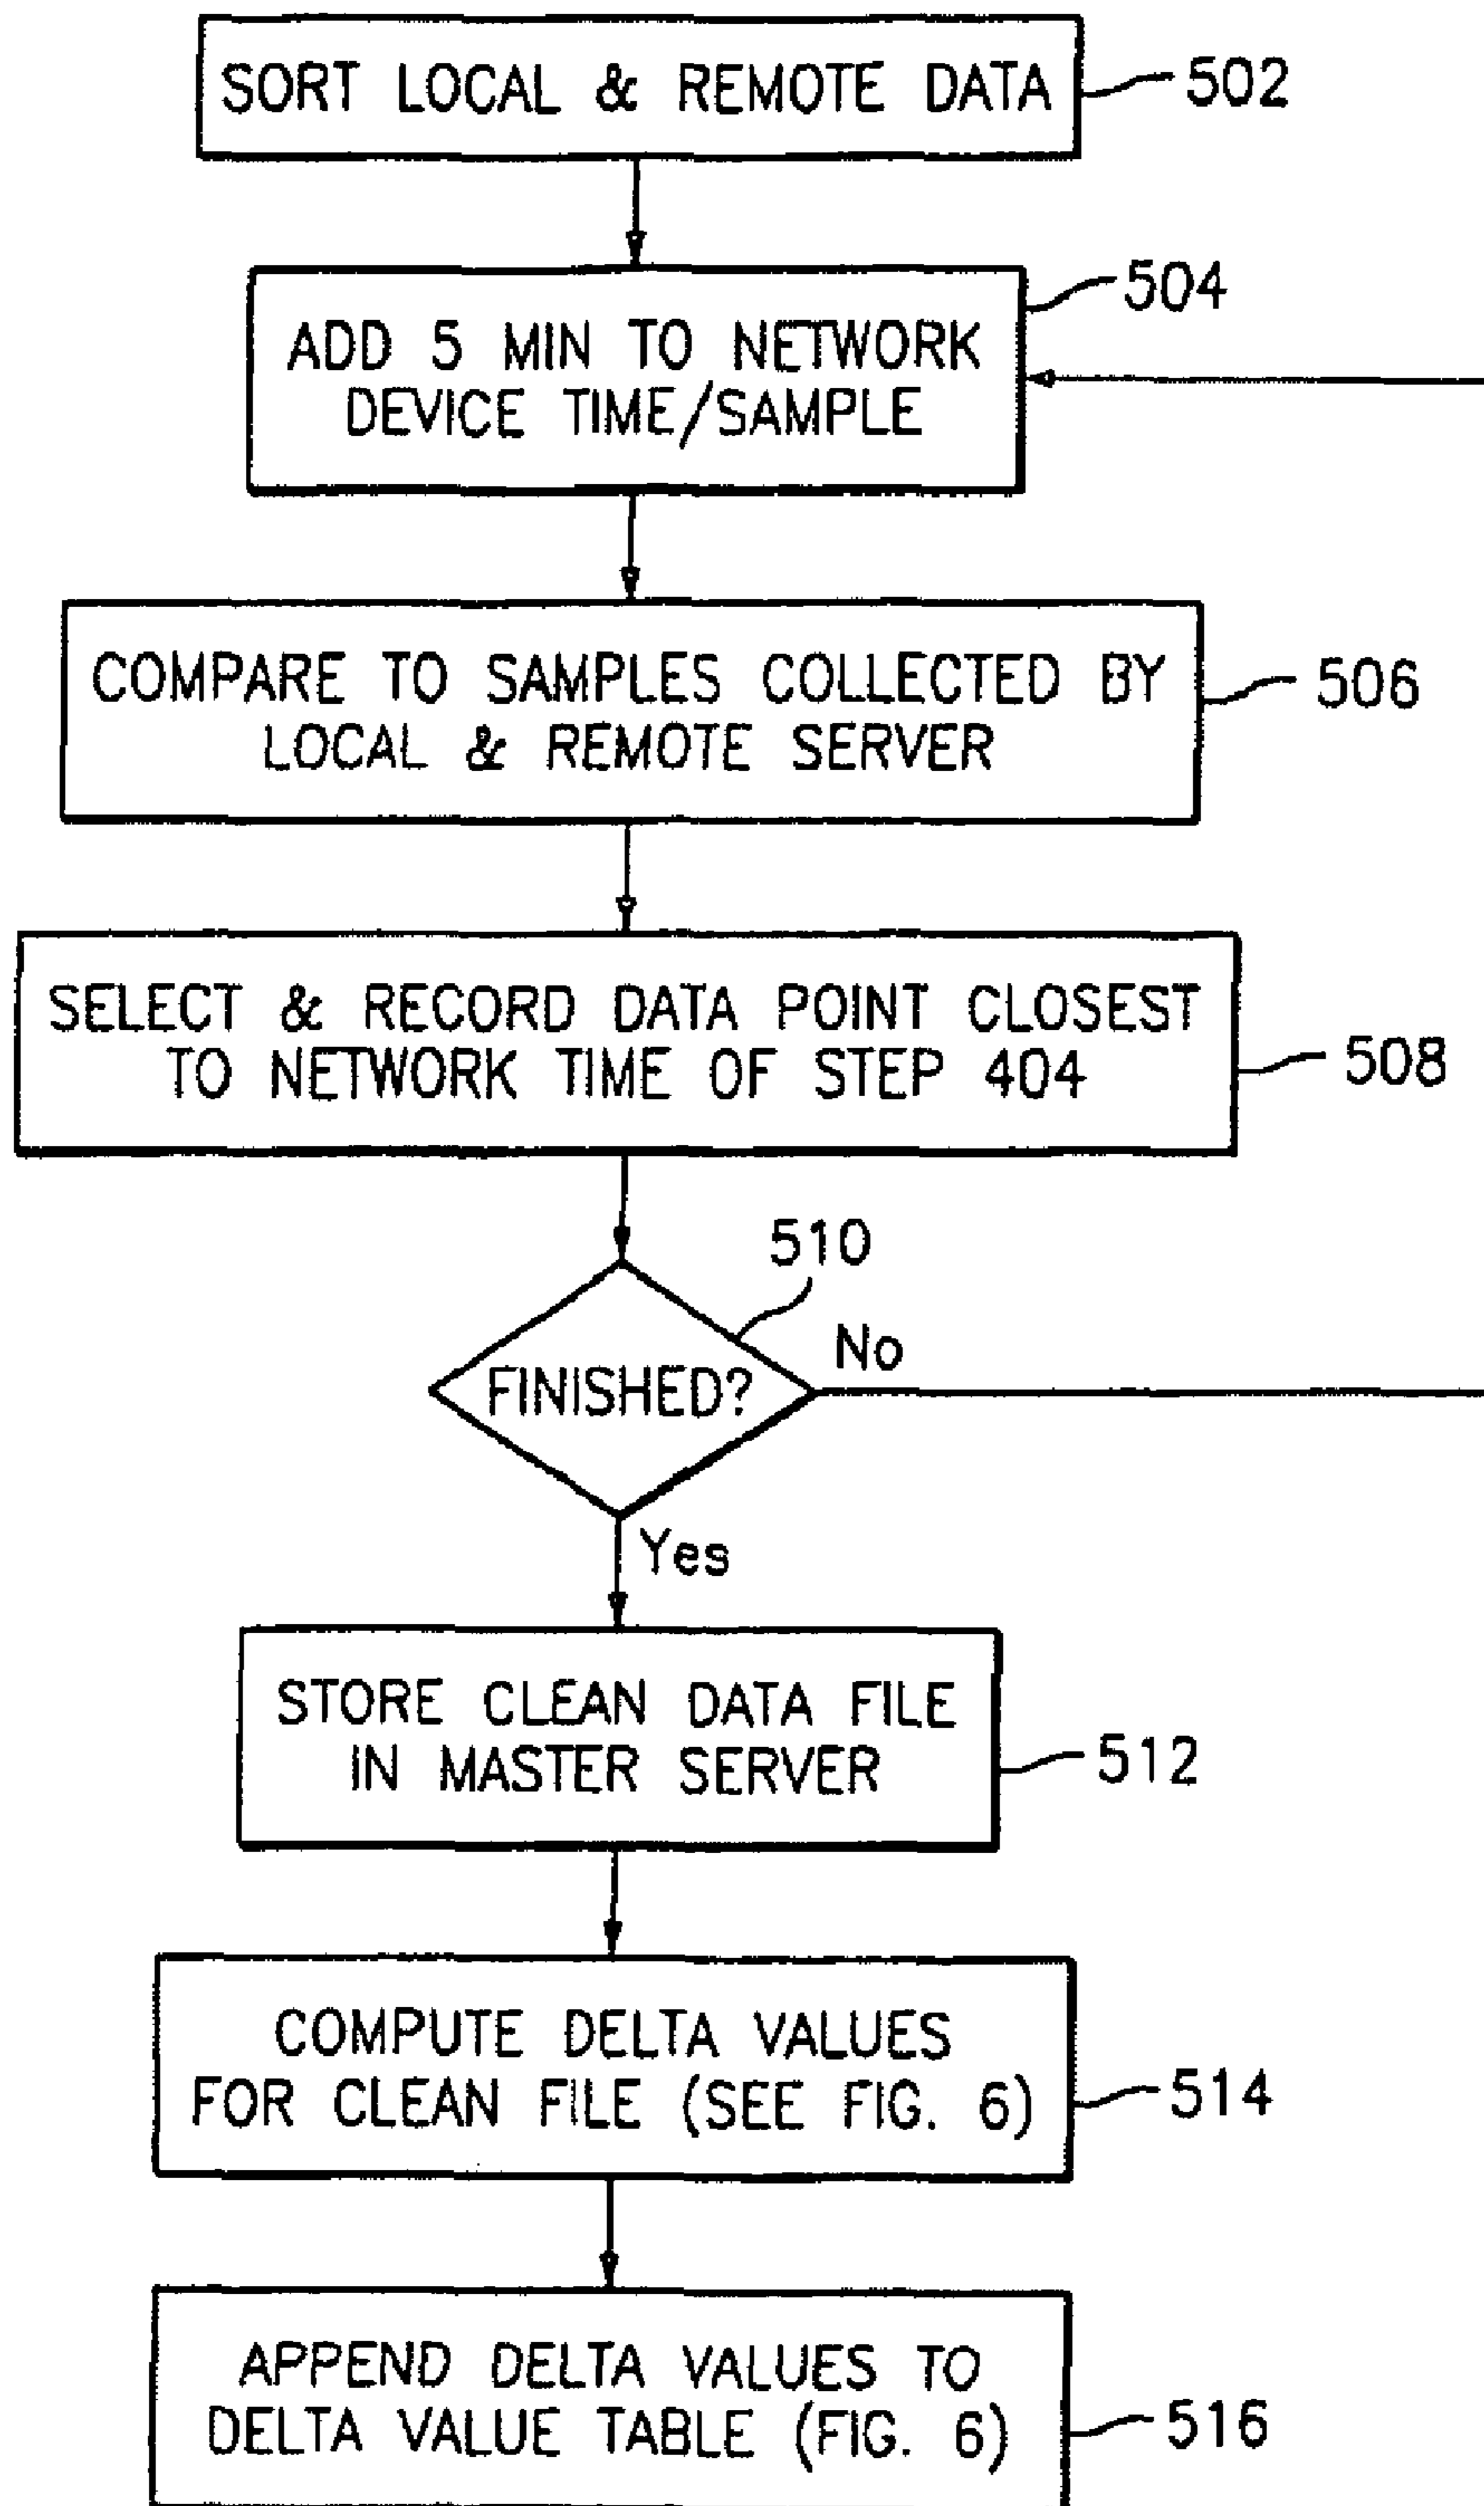 SORT LOCAL & REMOTE DATA
502
504
ADD 5 MIN TO NETWORK
DEVICE TIME/SAMPLE
COMPARE TO SAMPLES COLLECTED BY
LOCAL & REMOTE SERVER
506
SELECT & RECORD DATA POINT CLOSEST
TO NETWORK TIME OF STEP 404
508
510
FINISHED?
No
Yes
STORE CLEAN DATA FILE
IN MASTER SERVER
512
COMPUTE DELTA VALUES
FOR CLEAN FILE (SEE FIG. 6)
514
APPEND DELTA VALUES TO
DELTA VALUE TABLE (FIG. 6)
516